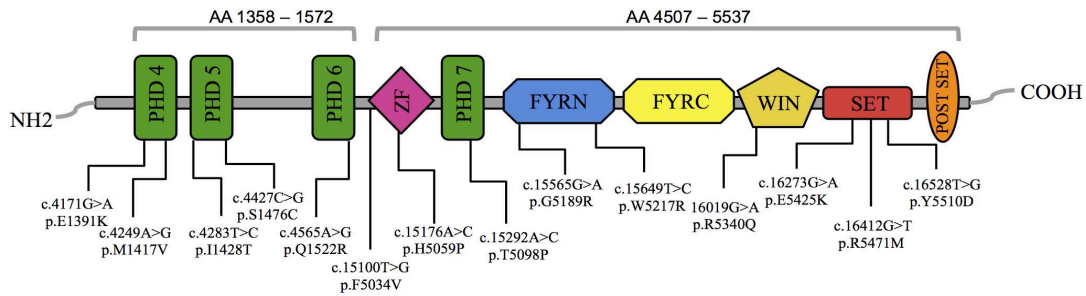 AA 1358 – 1572
AA 4507 – 5537
NH2
PHD 4
PHD 5
PHD 6
ZF
PHD 7
FYRN
FYRC
WIN
SET
POST SET
COOH
c.4171G>A
p.E1391K
c.4249A>G
p.M1417V
c.4283T>C
p.I1428T
c.4427C>G
p.S1476C
c.4565A>G
p.Q1522R
c.15100T>G
p.F5034V
c.15176A>C
p.H5059P
c.15292A>C
p.T5098P
c.15565G>A
p.G5189R
c.15649T>C
p.W5217R
16019G>A
p.R5340Q
c.16273G>A
p.E5425K
c.16412G>T
p.R5471M
c.16528T>G
p.Y5510D